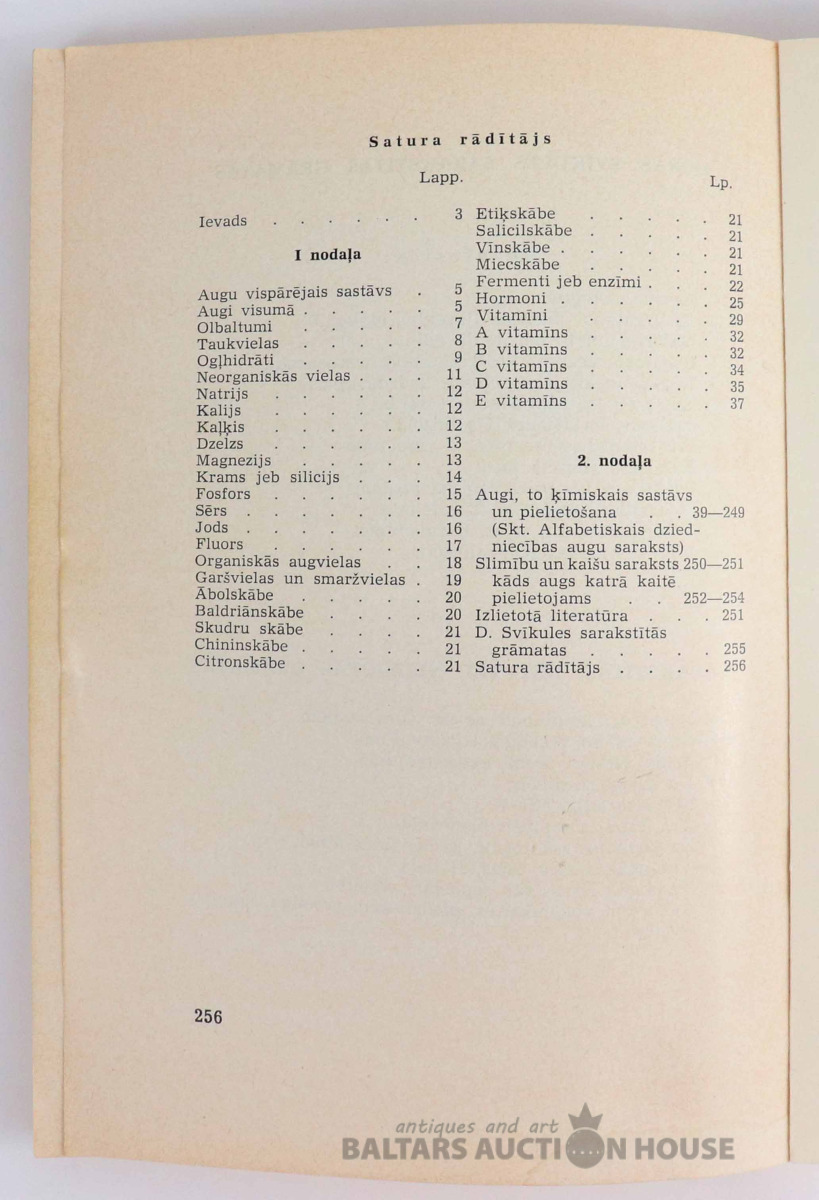 Satura rādītājs
Lapp.
Ievads . . . . . . 3
I nodaļa
Augu vispārējais sastāvs . 5
Augi visumā . . . . . 5
Olbaltumi . . . . . 7
Taukvielas . . . . . 8
Ogļhidrāti . . . . . 9
Neorganiskās vielas . . . 11
Natrijs . . . . . . 12
Kalijs . . . . . . 12
Kaļķis . . . . . . 12
Dzelzs . . . . . . 13
Magnezijs . . . . . 13
Krams jeb silicijs . . . 14
Fosfors . . . . . . 15
Sērs . . . . . . . 16
Jods . . . . . . . 16
Fluors . . . . . . 17
Organiskās augvielas . . 18
Garšvielas un smaržvielas . 19
Ābolskābe . . . . . 20
Baldriānskābe . . . . 20
Skudru skābe . . . . 21
Chininskābe . . . . . 21
Citronskābe . . . . . 21
Lp.
Etiķskābe . . . . . 21
Salicilskābe . . . . . 21
Vīnskābe . . . . . . 21
Miecskābe . . . . . 21
Fermenti jeb enzīmi . . . 22
Hormoni . . . . . . 25
Vitamīni . . . . . 29
A vitamīns . . . . . 32
B vitamīns . . . . . 32
C vitamīns . . . . . 34
D vitamīns . . . . . 35
E vitamīns . . . . . 37
2. nodaļa
Augi, to ķīmiskais sastāvs
un pielietošana . . 39—249
(Skt. Alfabetiskais dzied-
niecības augu saraksts)
Slimību un kaišu saraksts 250—251
kāds augs katrā kaitē
pielietojams . . 252—254
Izlietotā literatūra . . . 251
D. Svīkules sarakstītās
grāmatas . . . . . 255
Satura rādītājs . . . . 256
256
antiques and art
BALTARS AUCTION HOUSE